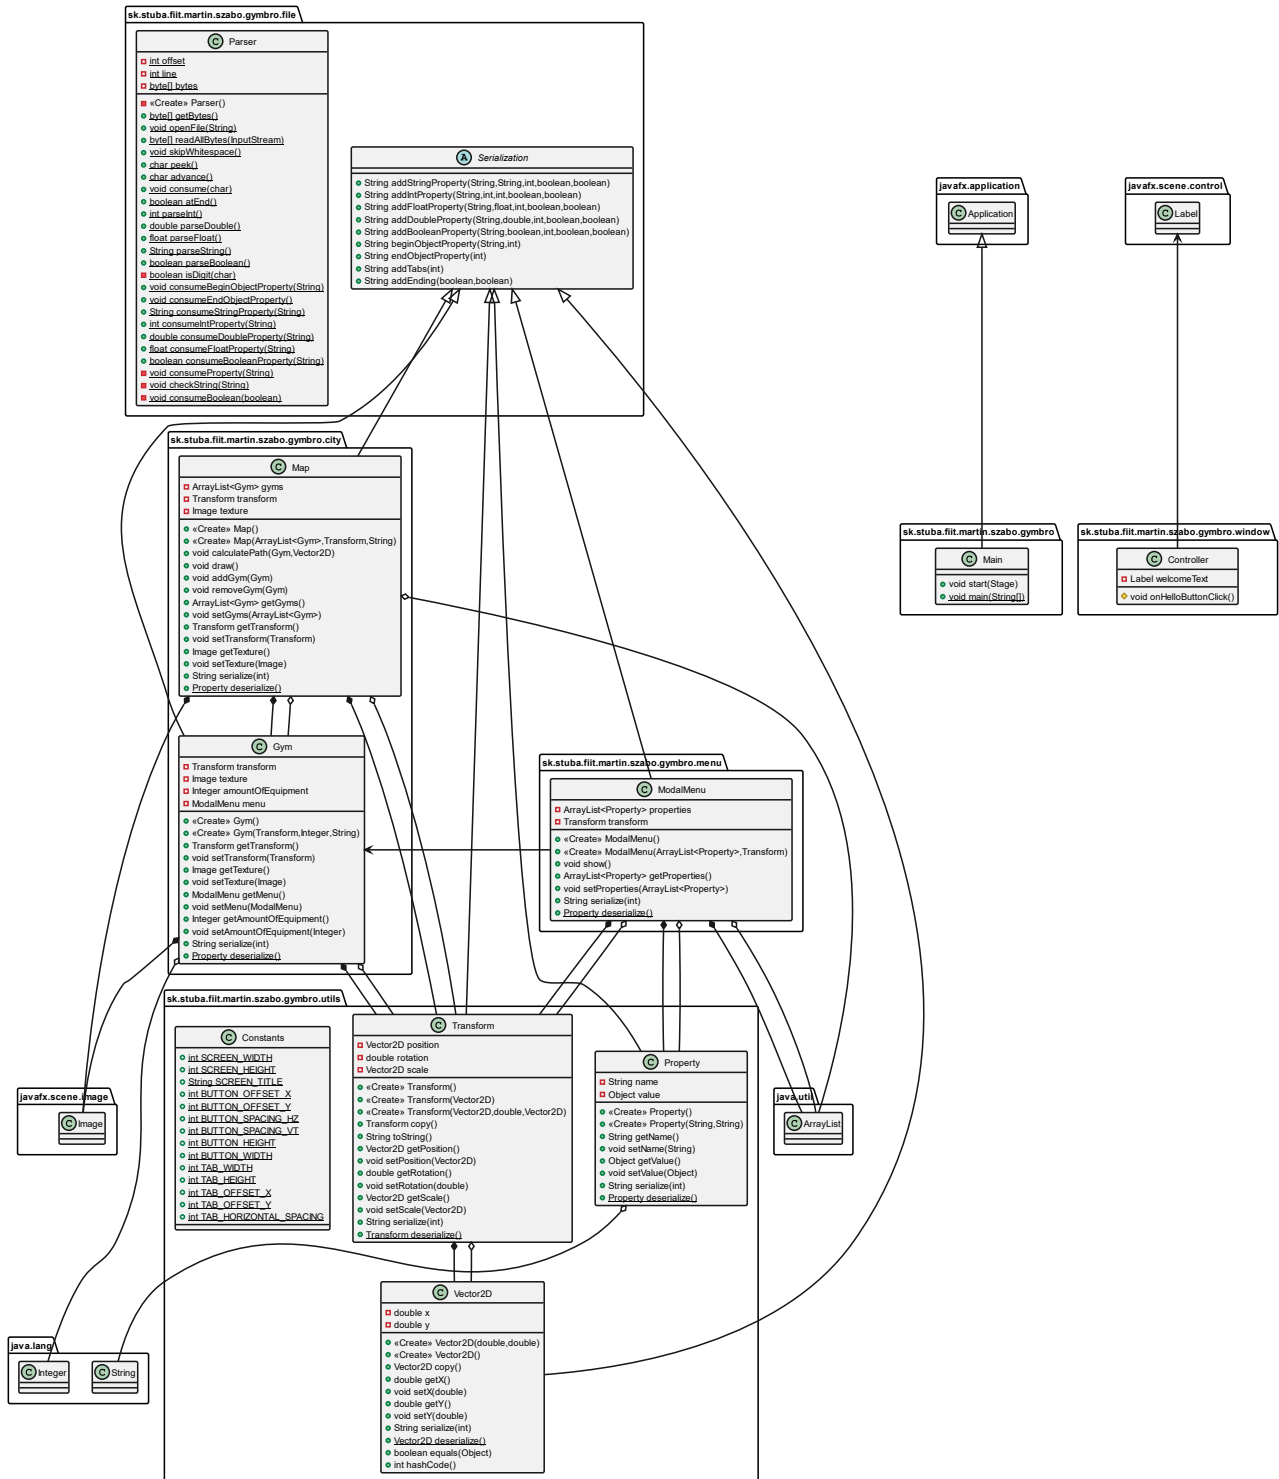 sk.stuba.fiit.martin.szabo.gymbro.file
C Parser
int offset
int line
byte[] bytes
«Create» Parser()
byte[] getBytes()
void openFile(String)
byte[] readAllBytes(InputStream)
void skipWhitespace()
char peek()
char advance()
void consume(char)
boolean atEnd()
int parseInt()
double parseDouble()
float parseFloat()
String parseString()
boolean parseBoolean()
boolean isDigit(char)
void consumeBeginObjectProperty(String)
void consumeEndObjectProperty()
String consumeStringProperty(String)
int consumeIntProperty(String)
double consumeDoubleProperty(String)
float consumeFloatProperty(String)
boolean consumeBooleanProperty(String)
void consumeProperty(String)
void checkString(String)
void consumeBoolean(boolean)
A Serialization
String addStringProperty(String,String,int,boolean,boolean)
String addIntProperty(String,int,int,boolean,boolean)
String addFloatProperty(String,float,int,boolean,boolean)
String addDoubleProperty(String,double,int,boolean,boolean)
String addBooleanProperty(String,boolean,int,boolean,boolean)
String beginObjectProperty(String,int)
String endObjectProperty(int)
String addTabs(int)
String addEnding(boolean,boolean)
javafx.application
C Application
javafx.scene.control
C Label
sk.stuba.fiit.martin.szabo.gymbro.city
C Map
ArrayList<Gym> gyms
Transform transform
Image texture
«Create» Map()
«Create» Map(ArrayList<Gym>,Transform,String)
void calculatePath(Gym,Vector2D)
void draw()
void addGym(Gym)
void removeGym(Gym)
ArrayList<Gym> getGyms()
void setGyms(ArrayList<Gym>)
Transform getTransform()
void setTransform(Transform)
Image getTexture()
void setTexture(Image)
String serialize(int)
Property deserialize()
sk.stuba.fiit.martin.szabo.gymbro
C Main
void start(Stage)
void main(String[])
sk.stuba.fiit.martin.szabo.gymbro.window
C Controller
Label welcomeText
void onHelloButtonClick()
C Gym
Transform transform
Image texture
Integer amountOfEquipment
ModalMenu menu
«Create» Gym()
«Create» Gym(Transform,Integer,String)
Transform getTransform()
void setTransform(Transform)
Image getTexture()
void setTexture(Image)
ModalMenu getMenu()
void setMenu(ModalMenu)
Integer getAmountOfEquipment()
void setAmountOfEquipment(Integer)
String serialize(int)
Property deserialize()
sk.stuba.fiit.martin.szabo.gymbro.menu
C ModalMenu
ArrayList<Property> properties
Transform transform
«Create» ModalMenu()
«Create» ModalMenu(ArrayList<Property>,Transform)
void show()
ArrayList<Property> getProperties()
void setProperties(ArrayList<Property>)
String serialize(int)
Property deserialize()
sk.stuba.fiit.martin.szabo.gymbro.utils
C Constants
int SCREEN_WIDTH
int SCREEN_HEIGHT
String SCREEN_TITLE
int BUTTON_OFFSET_X
int BUTTON_OFFSET_Y
int BUTTON_SPACING_HZ
int BUTTON_SPACING_VT
int BUTTON_HEIGHT
int BUTTON_WIDTH
int TAB_WIDTH
int TAB_HEIGHT
int TAB_OFFSET_X
int TAB_OFFSET_Y
int TAB_HORIZONTAL_SPACING
C Transform
Vector2D position
double rotation
Vector2D scale
«Create» Transform()
«Create» Transform(Vector2D)
«Create» Transform(Vector2D,double,Vector2D)
Transform copy()
String toString()
Vector2D getPosition()
void setPosition(Vector2D)
double getRotation()
void setRotation(double)
Vector2D getScale()
void setScale(Vector2D)
String serialize(int)
Transform deserialize()
C Property
String name
Object value
«Create» Property()
«Create» Property(String,String)
String getName()
void setName(String)
Object getValue()
void setValue(Object)
String serialize(int)
Property deserialize()
javafx.scene.image
C Image
java.util
C ArrayList
C Vector2D
double x
double y
«Create» Vector2D(double,double)
«Create» Vector2D()
Vector2D copy()
double getX()
void setX(double)
double getY()
void setY(double)
String serialize(int)
Vector2D deserialize()
boolean equals(Object)
int hashCode()
java.lang
C Integer
C String